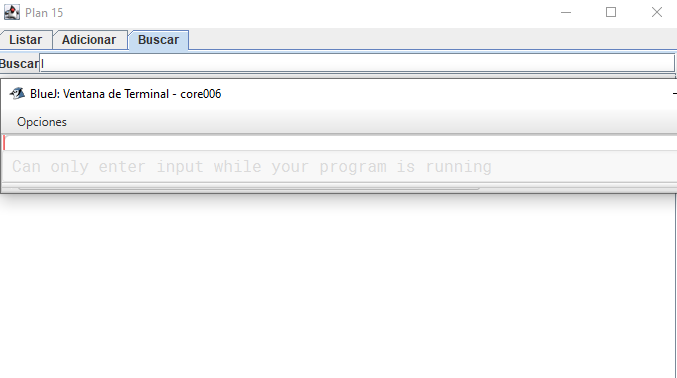 Plan 15
Listar Adicionar Buscar
Buscar l
BlueJ: Ventana de Terminal - core006
Opciones
Can only enter input while your program is running